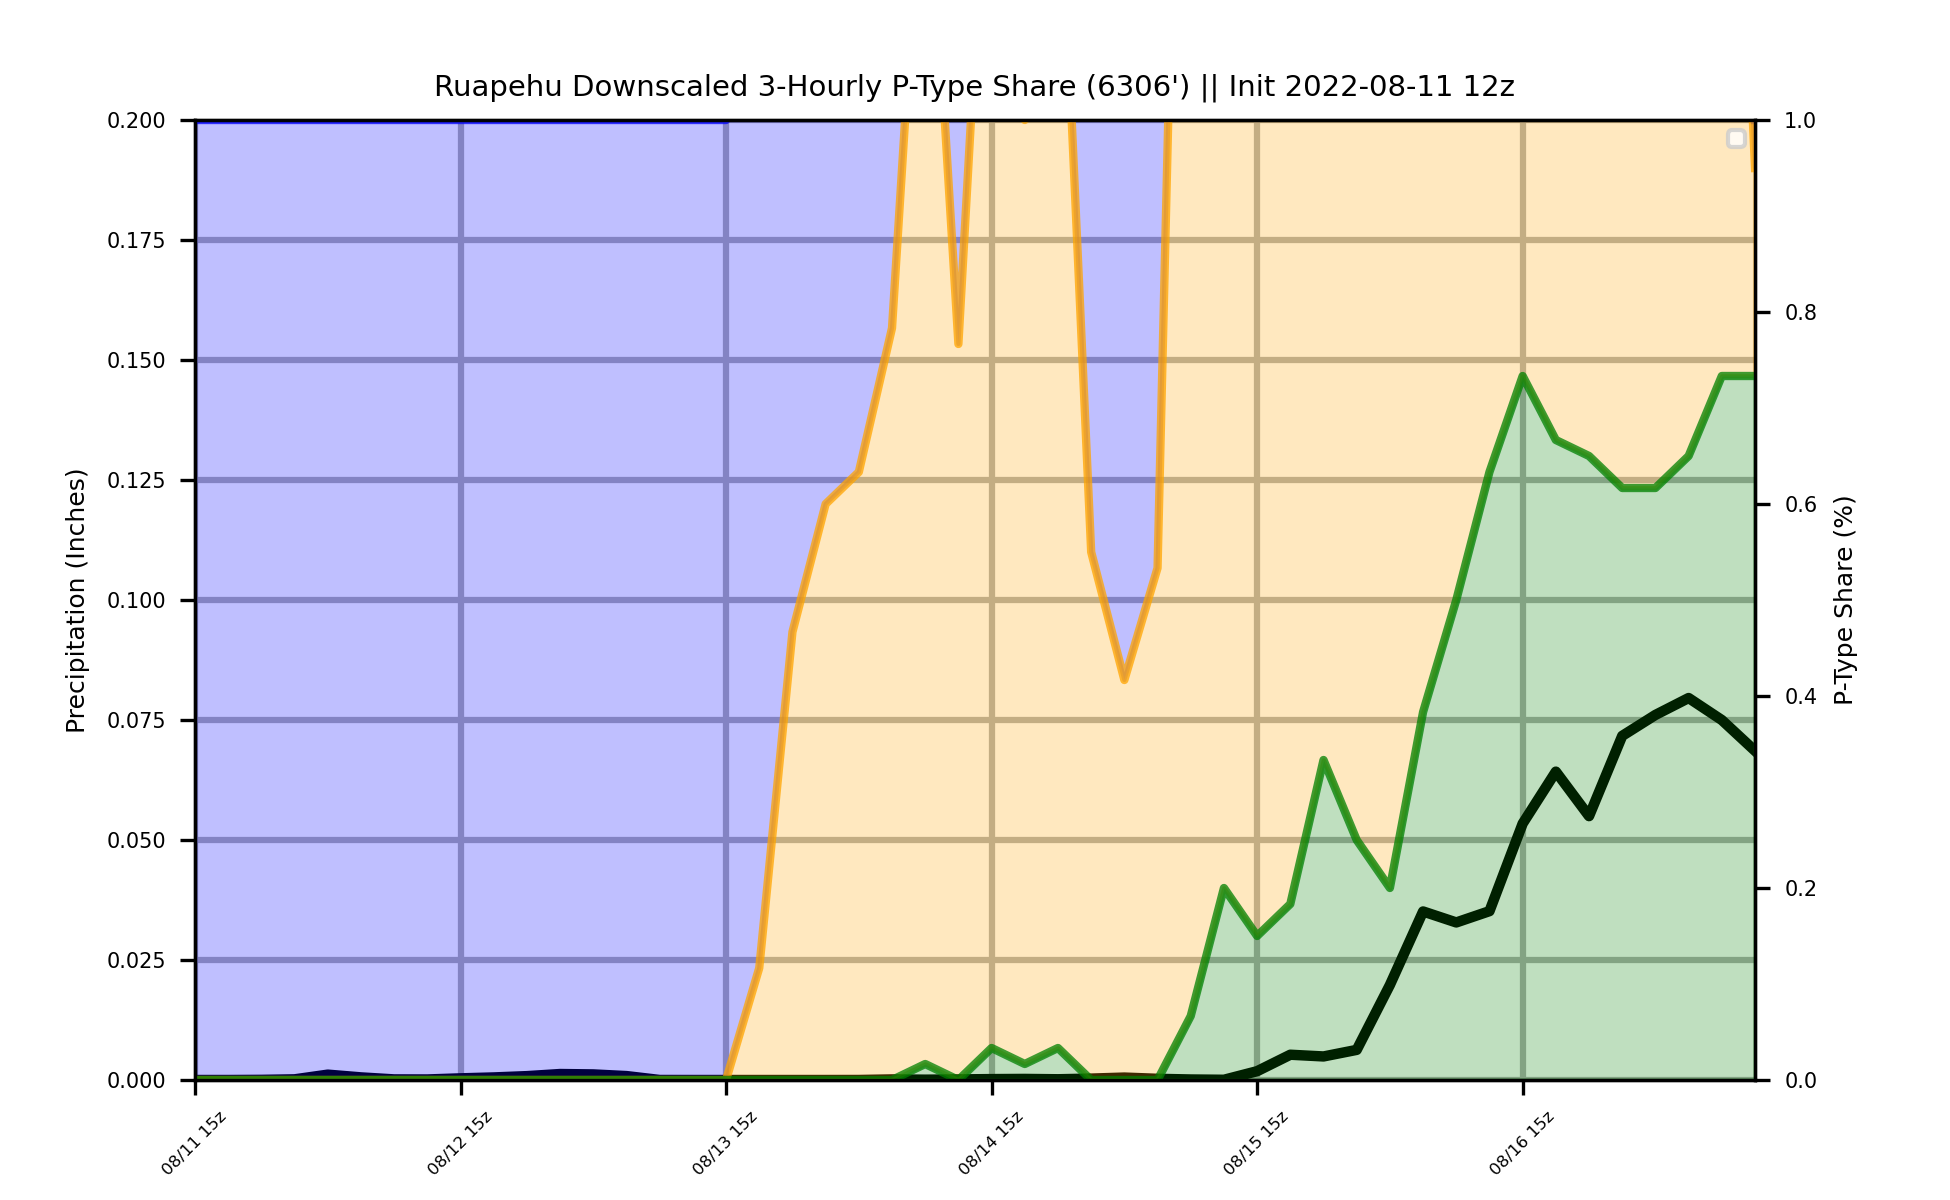 Ruapehu Downscaled 3-Hourly P-Type Share (6306') || Init 2022-08-11 12z
0.200
0.175
0.150
0.125
0.100
0.075
0.050
0.025
0.000
Precipitation (Inches)
1.0
0.8
0.6
0.4
0.2
0.0
P-Type Share (%)
08/11 15z
08/12 15z
08/13 15z
08/14 15z
08/15 15z
08/16 15z